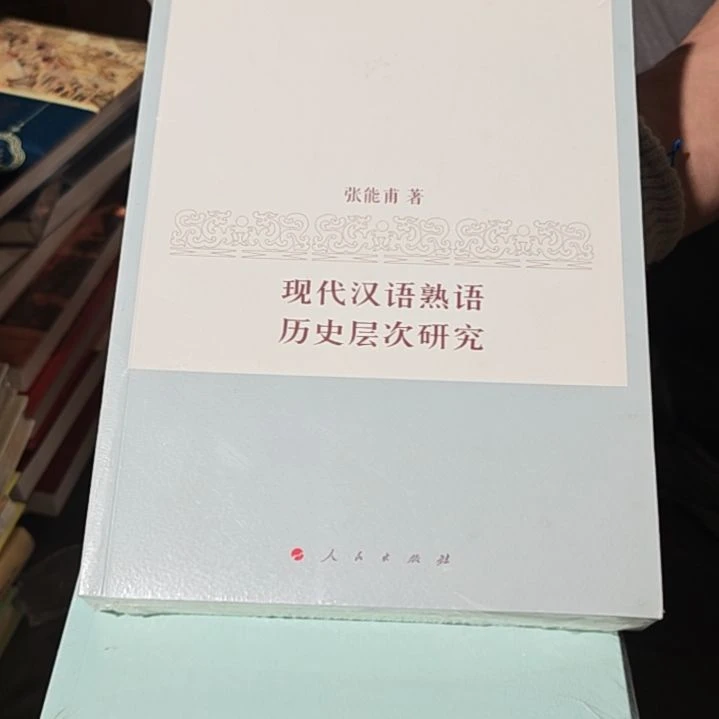 张能甫 著
现代汉语熟语
历史层次研究
人民出版社